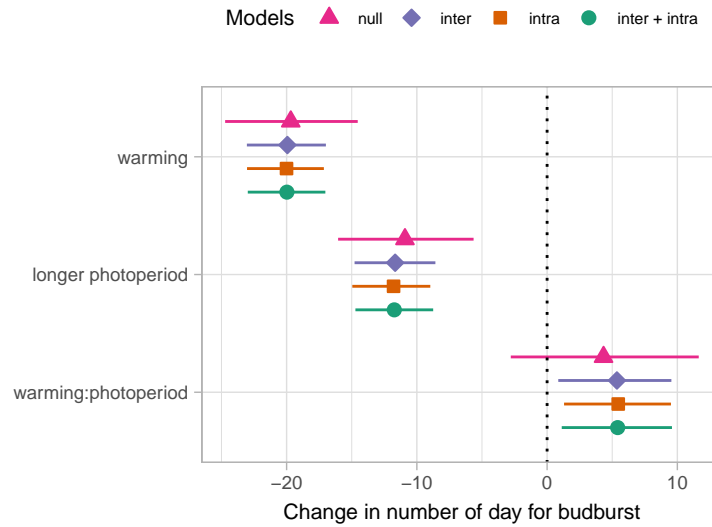 Models null inter intra inter + intra
warming
longer photoperiod
warming:photoperiod
−20 −10 0 10
Change in number of day for budburst